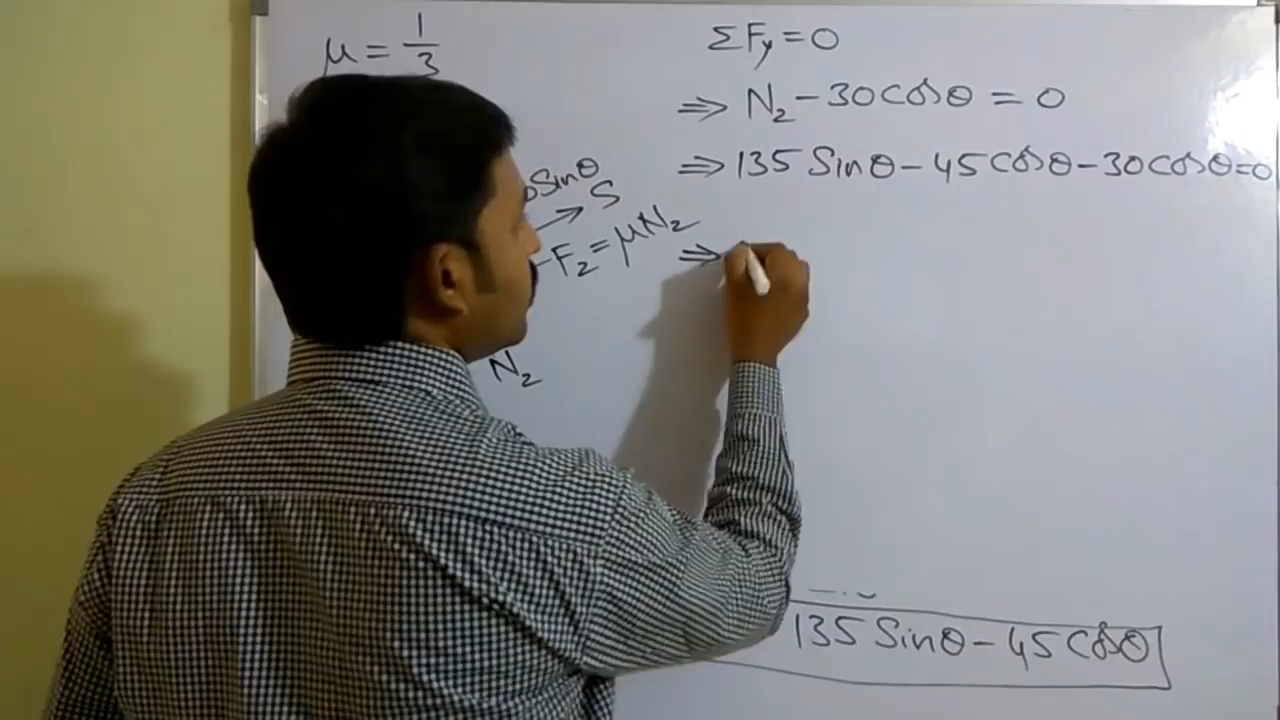 μ = 1/3
ΣFy = 0
⇒ N₂ − 30 Cosθ = 0
⇒ 135 Sinθ − 45 Cosθ − 30 Cosθ = 0
Sinθ
S
F₂ = μN₂
⇒
N₂
135 Sinθ − 45 Cosθ